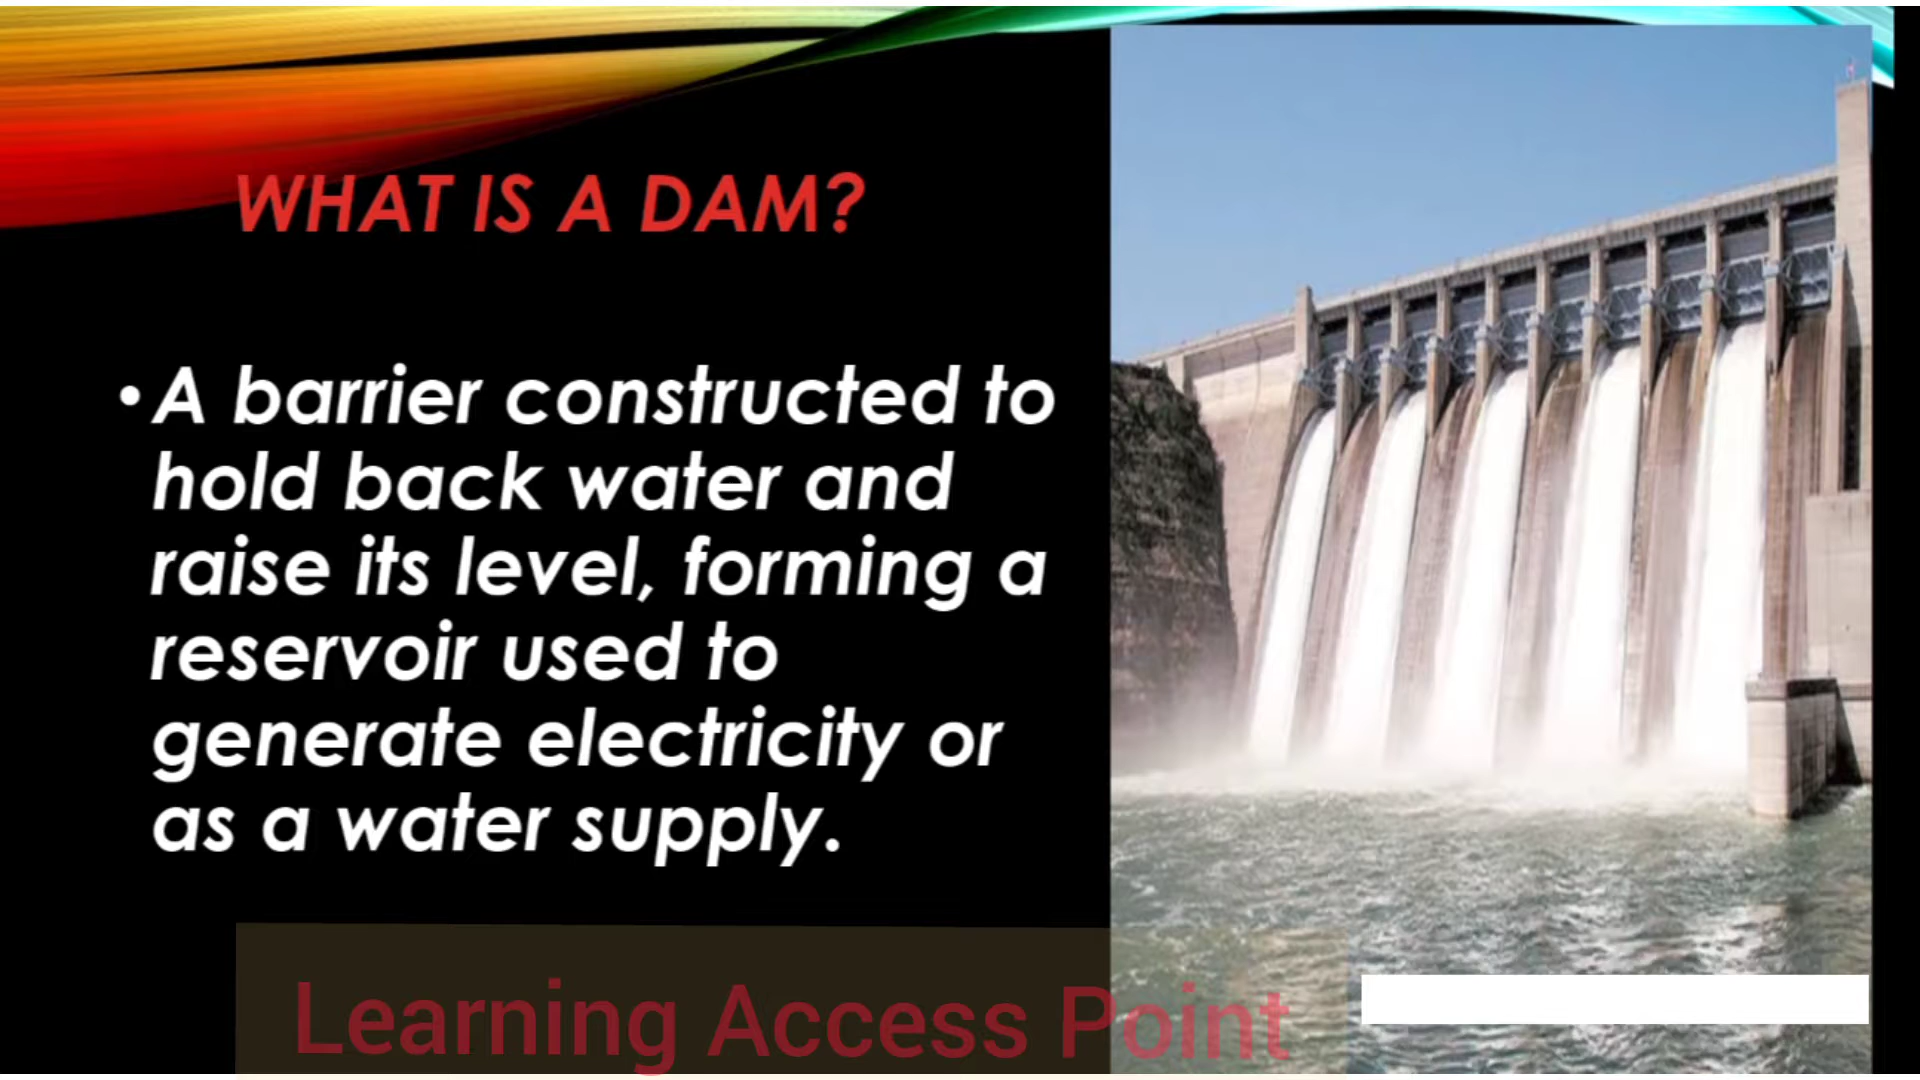 WHAT IS A DAM?
• A barrier constructed to
hold back water and
raise its level, forming a
reservoir used to
generate electricity or
as a water supply.
Learning Access Point